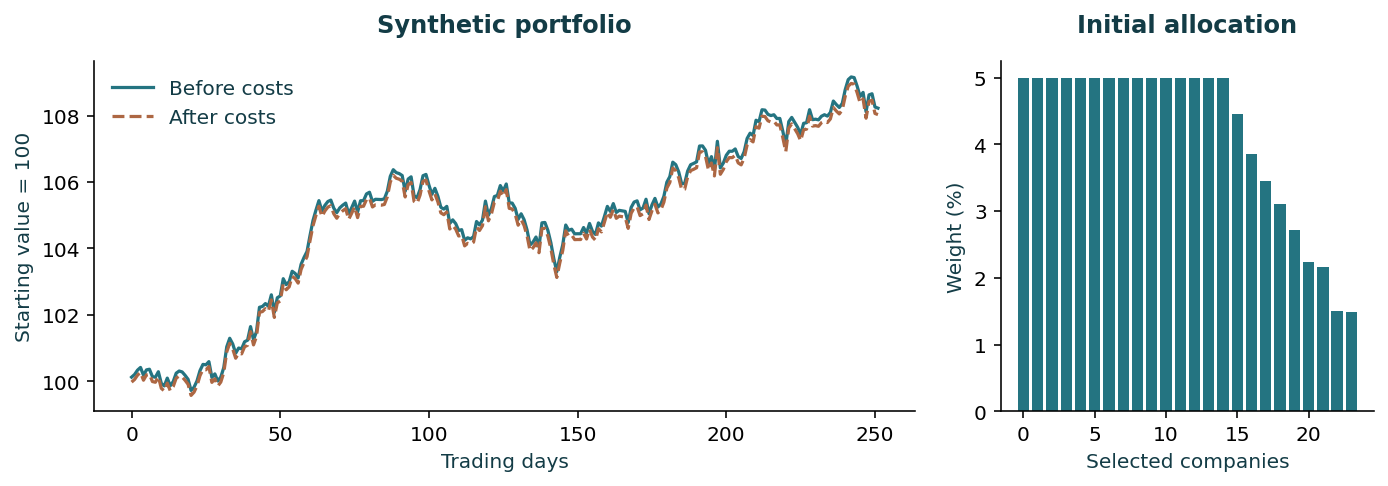 Synthetic portfolio
Before costs
After costs
Starting value = 100
108
106
104
102
100
0 50 100 150 200 250
Trading days
Initial allocation
Weight (%)
5
4
3
2
1
0
0 5 10 15 20
Selected companies